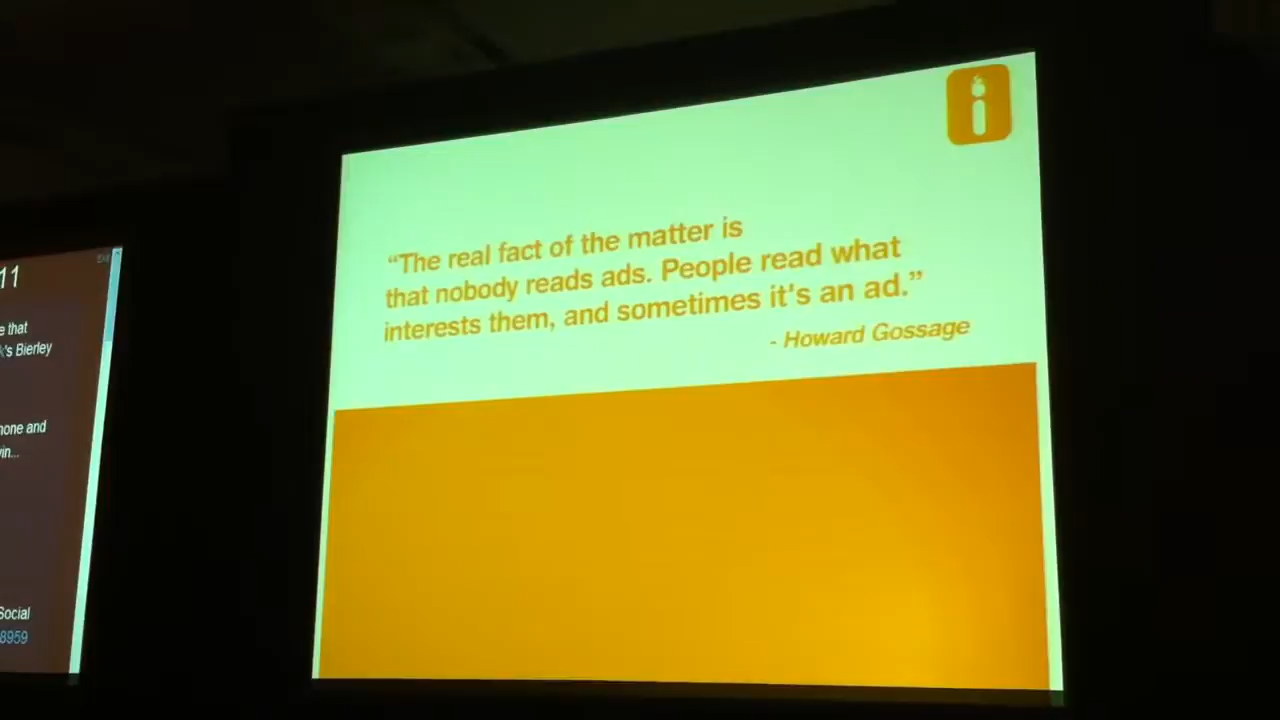 11
e that
k's Bierley
hone and
vin...
Social
8959
i
“The real fact of the matter is
that nobody reads ads. People read what
interests them, and sometimes it's an ad.”
- Howard Gossage